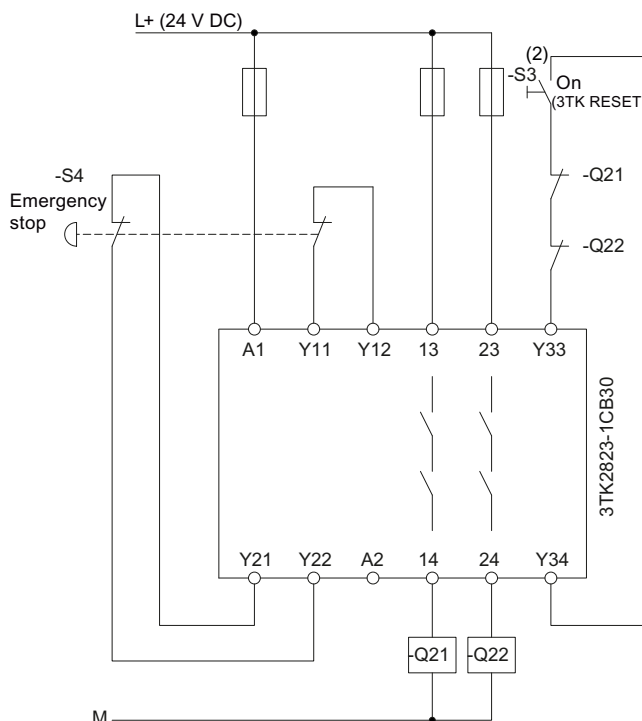 L+ (24 V DC)
(2)
-S3
On
(3TK RESET
-S4
Emergency
stop
-Q21
-Q22
A1 Y11 Y12 13 23 Y33
3TK2823-1CB30
Y21 Y22 A2 14 24 Y34
-Q21 -Q22
M